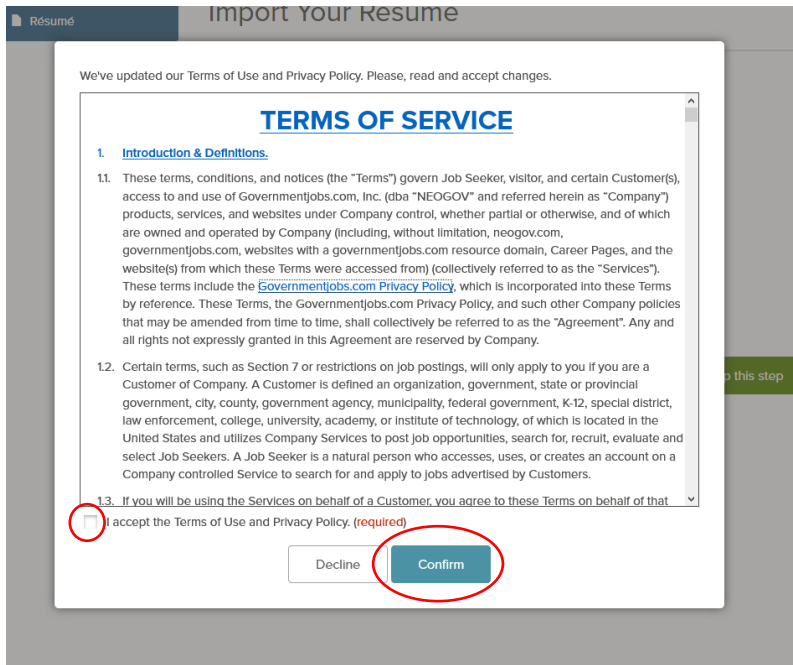 Résumé
Import Your Resume
We've updated our Terms of Use and Privacy Policy. Please, read and accept changes.
TERMS OF SERVICE
1. Introduction & Definitions.
1.1. These terms, conditions, and notices (the "Terms") govern Job Seeker, visitor, and certain Customer(s),
access to and use of Governmentjobs.com, Inc. (dba "NEOGOV" and referred herein as "Company")
products, services, and websites under Company control, whether partial or otherwise, and of which
are owned and operated by Company (including, without limitation, neogov.com,
governmentjobs.com, websites with a governmentjobs.com resource domain, Career Pages, and the
website(s) from which these Terms were accessed from) (collectively referred to as the "Services").
These terms include the Governmentjobs.com Privacy Policy, which is incorporated into these Terms
by reference. These Terms, the Governmentjobs.com Privacy Policy, and such other Company policies
that may be amended from time to time, shall collectively be referred to as the "Agreement". Any and
all rights not expressly granted in this Agreement are reserved by Company.
1.2. Certain terms, such as Section 7 or restrictions on job postings, will only apply to you if you are a
Customer of Company. A Customer is defined an organization, government, state or provincial
government, city, county, government agency, municipality, federal government, K-12, special district,
law enforcement, college, university, academy, or institute of technology, of which is located in the
United States and utilizes Company Services to post job opportunities, search for, recruit, evaluate and
select Job Seekers. A Job Seeker is a natural person who accesses, uses, or creates an account on a
Company controlled Service to search for and apply to jobs advertised by Customers.
1.3. If you will be using the Services on behalf of a Customer, you agree to these Terms on behalf of that
p this step
I accept the Terms of Use and Privacy Policy. (required)
Decline
Confirm